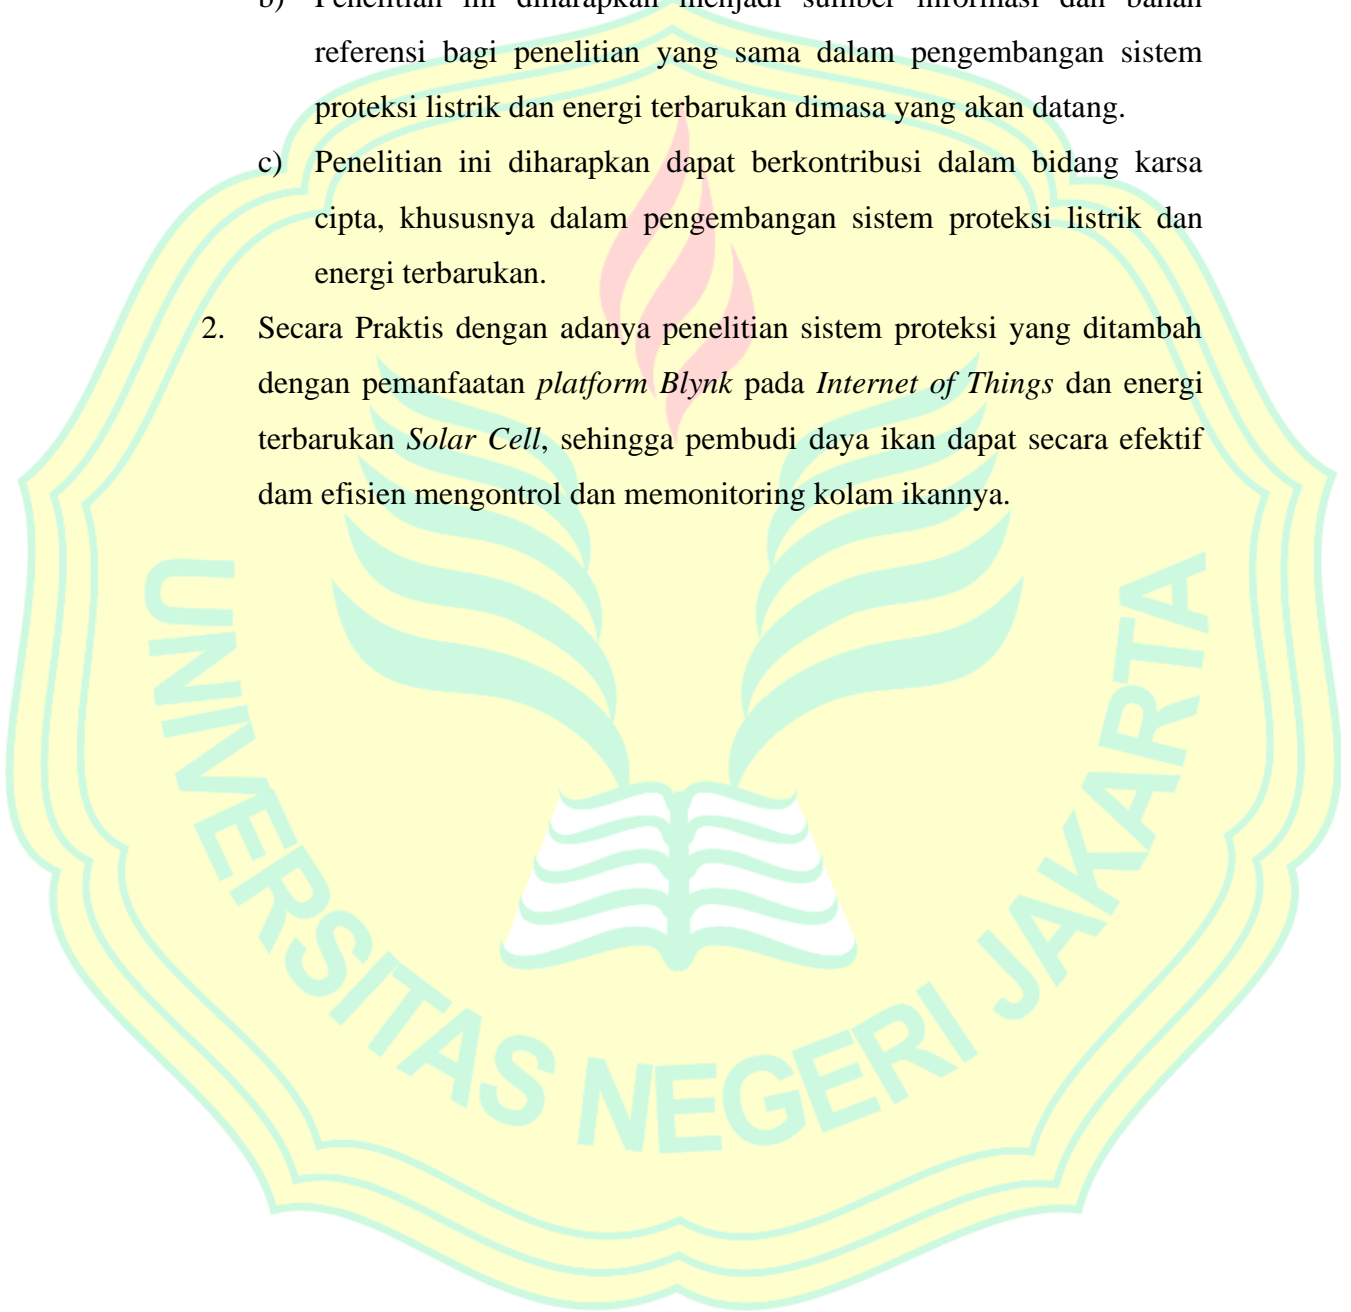 b) Penelitian ini diharapkan menjadi sumber informasi dan bahan
referensi bagi penelitian yang sama dalam pengembangan sistem
proteksi listrik dan energi terbarukan dimasa yang akan datang.
c) Penelitian ini diharapkan dapat berkontribusi dalam bidang karsa
cipta, khususnya dalam pengembangan sistem proteksi listrik dan
energi terbarukan.
2. Secara Praktis dengan adanya penelitian sistem proteksi yang ditambah
dengan pemanfaatan platform Blynk pada Internet of Things dan energi
terbarukan Solar Cell, sehingga pembudi daya ikan dapat secara efektif
dam efisien mengontrol dan memonitoring kolam ikannya.
UNIVERSITAS NEGERI JAKARTA